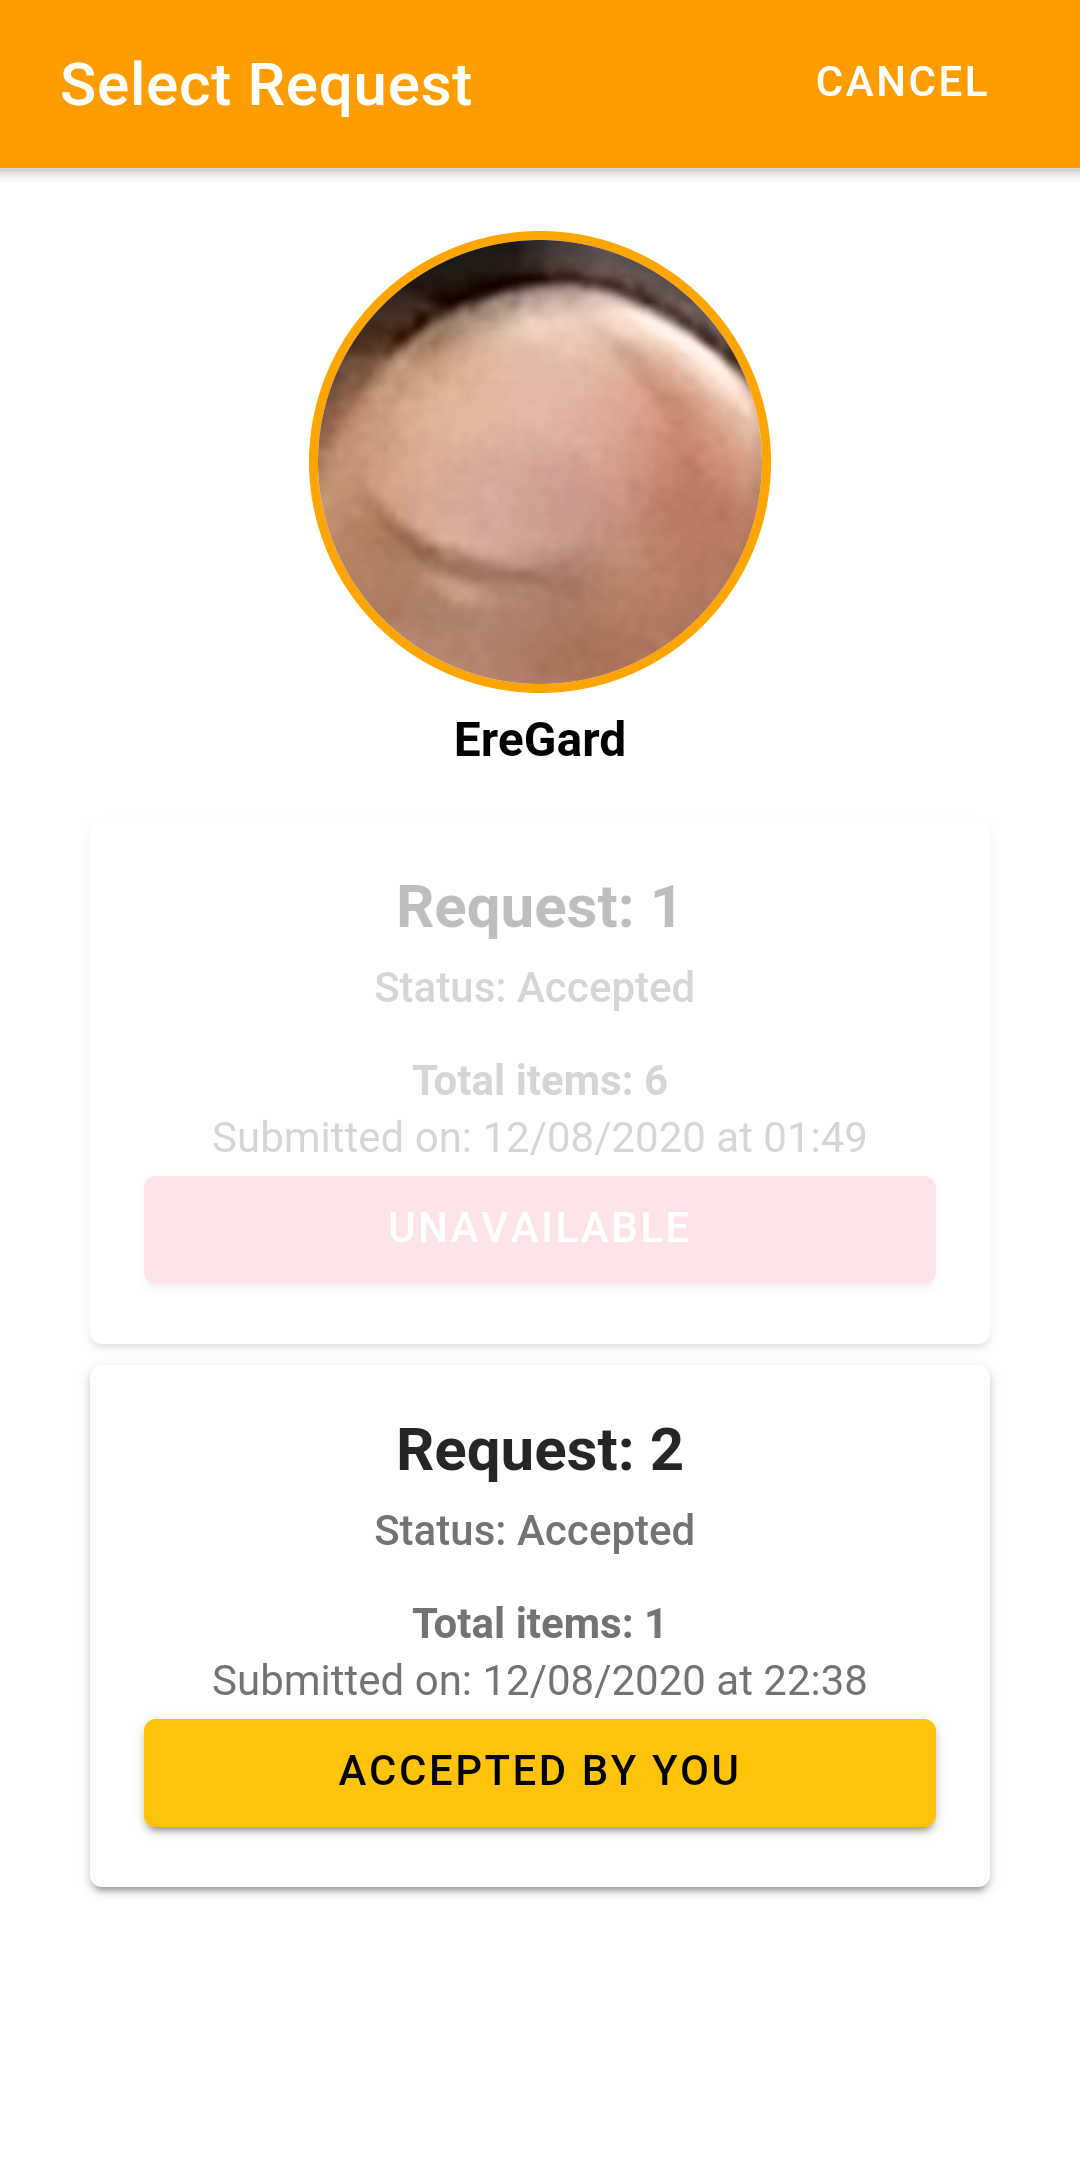 Select Request
CANCEL
EreGard
Request: 1
Status: Accepted
Total items: 6
Submitted on: 12/08/2020 at 01:49
UNAVAILABLE
Request: 2
Status: Accepted
Total items: 1
Submitted on: 12/08/2020 at 22:38
ACCEPTED BY YOU